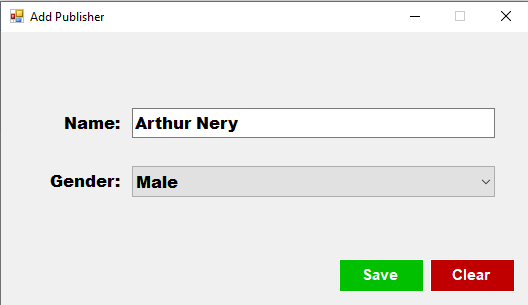 Add Publisher
Name: Arthur Nery
Gender: Male
Save Clear